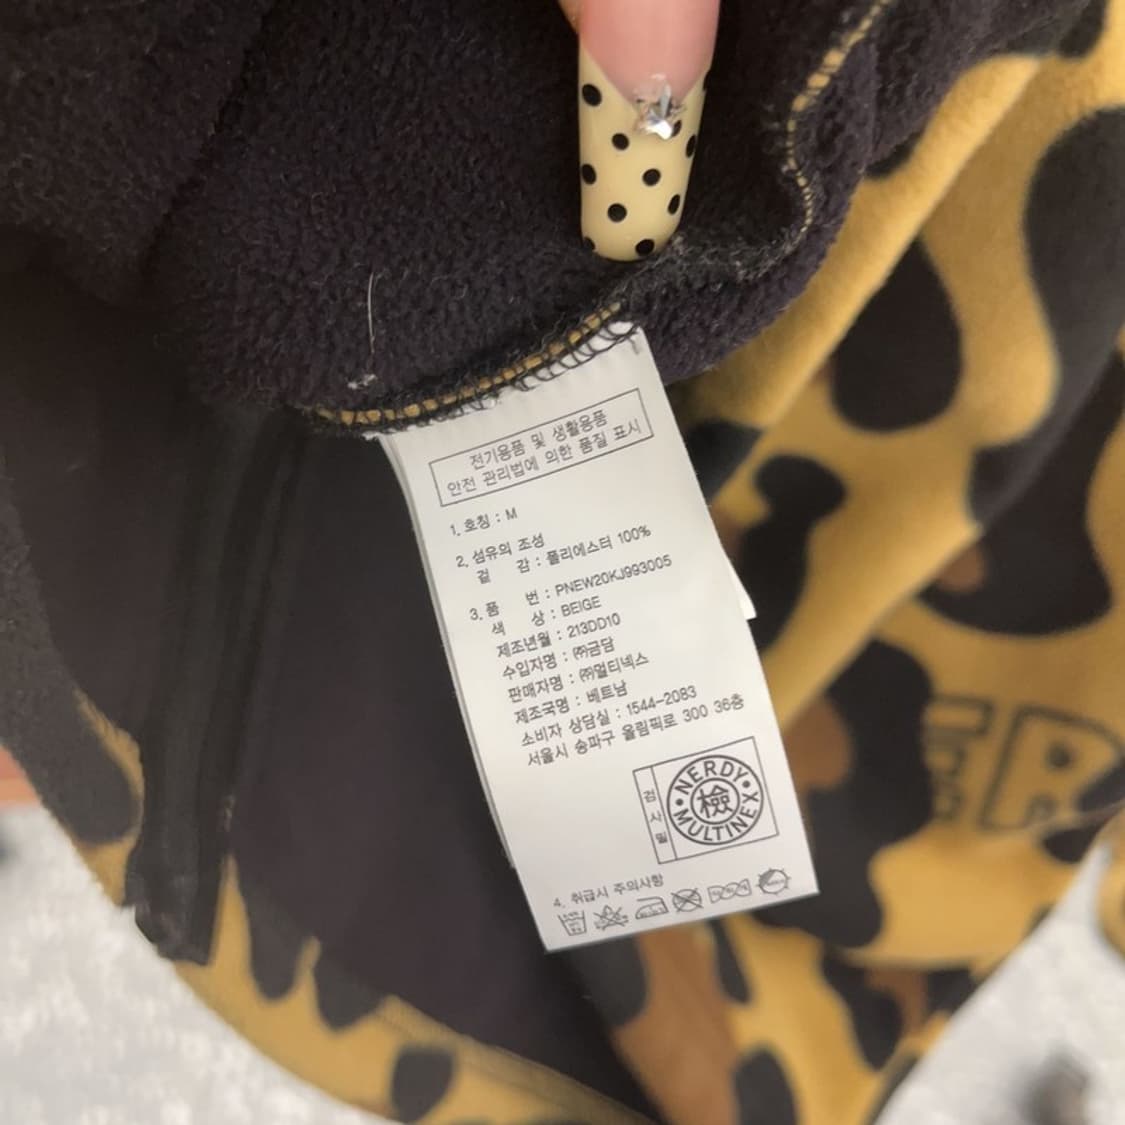 전기용품 및 생활용품
안전 관리법에 의한 품질 표시
1. 호칭 : M
2. 섬유의 조성
겉 감 : 폴리에스터 100%
3. 품 번 : PNEW20KJ993005
색 상 : BEIGE
제조년월 : 213DD10
수입자명 : ㈜금담
판매자명 : ㈜멀티넥스
제조국명 : 베트남
소비자 상담실 : 1544-2083
서울시 송파구 올림픽로 300 36층
검사필
NERDY
檢
MULTINEX
4. 취급시 주의사항
ER